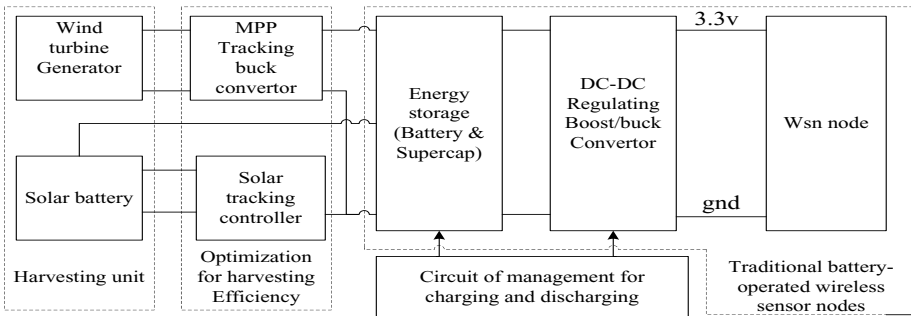 Wind
turbine
Generator
MPP
Tracking
buck
convertor
Energy
storage
(Battery &
Supercap)
DC-DC
Regulating
Boost/buck
Convertor
3.3v
Wsn node
gnd
Solar battery
Solar
tracking
controller
Harvesting unit
Optimization
for harvesting
Efficiency
Circuit of management for
charging and discharging
Traditional battery-
operated wireless
sensor nodes